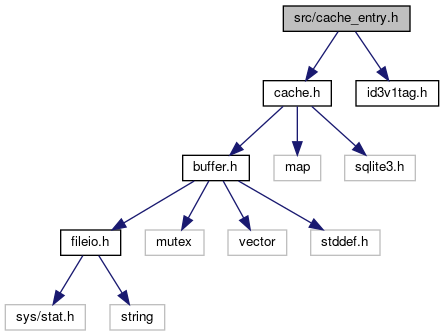 src/cache_entry.h
cache.h
id3v1tag.h
buffer.h
map
sqlite3.h
fileio.h
mutex
vector
stddef.h
sys/stat.h
string